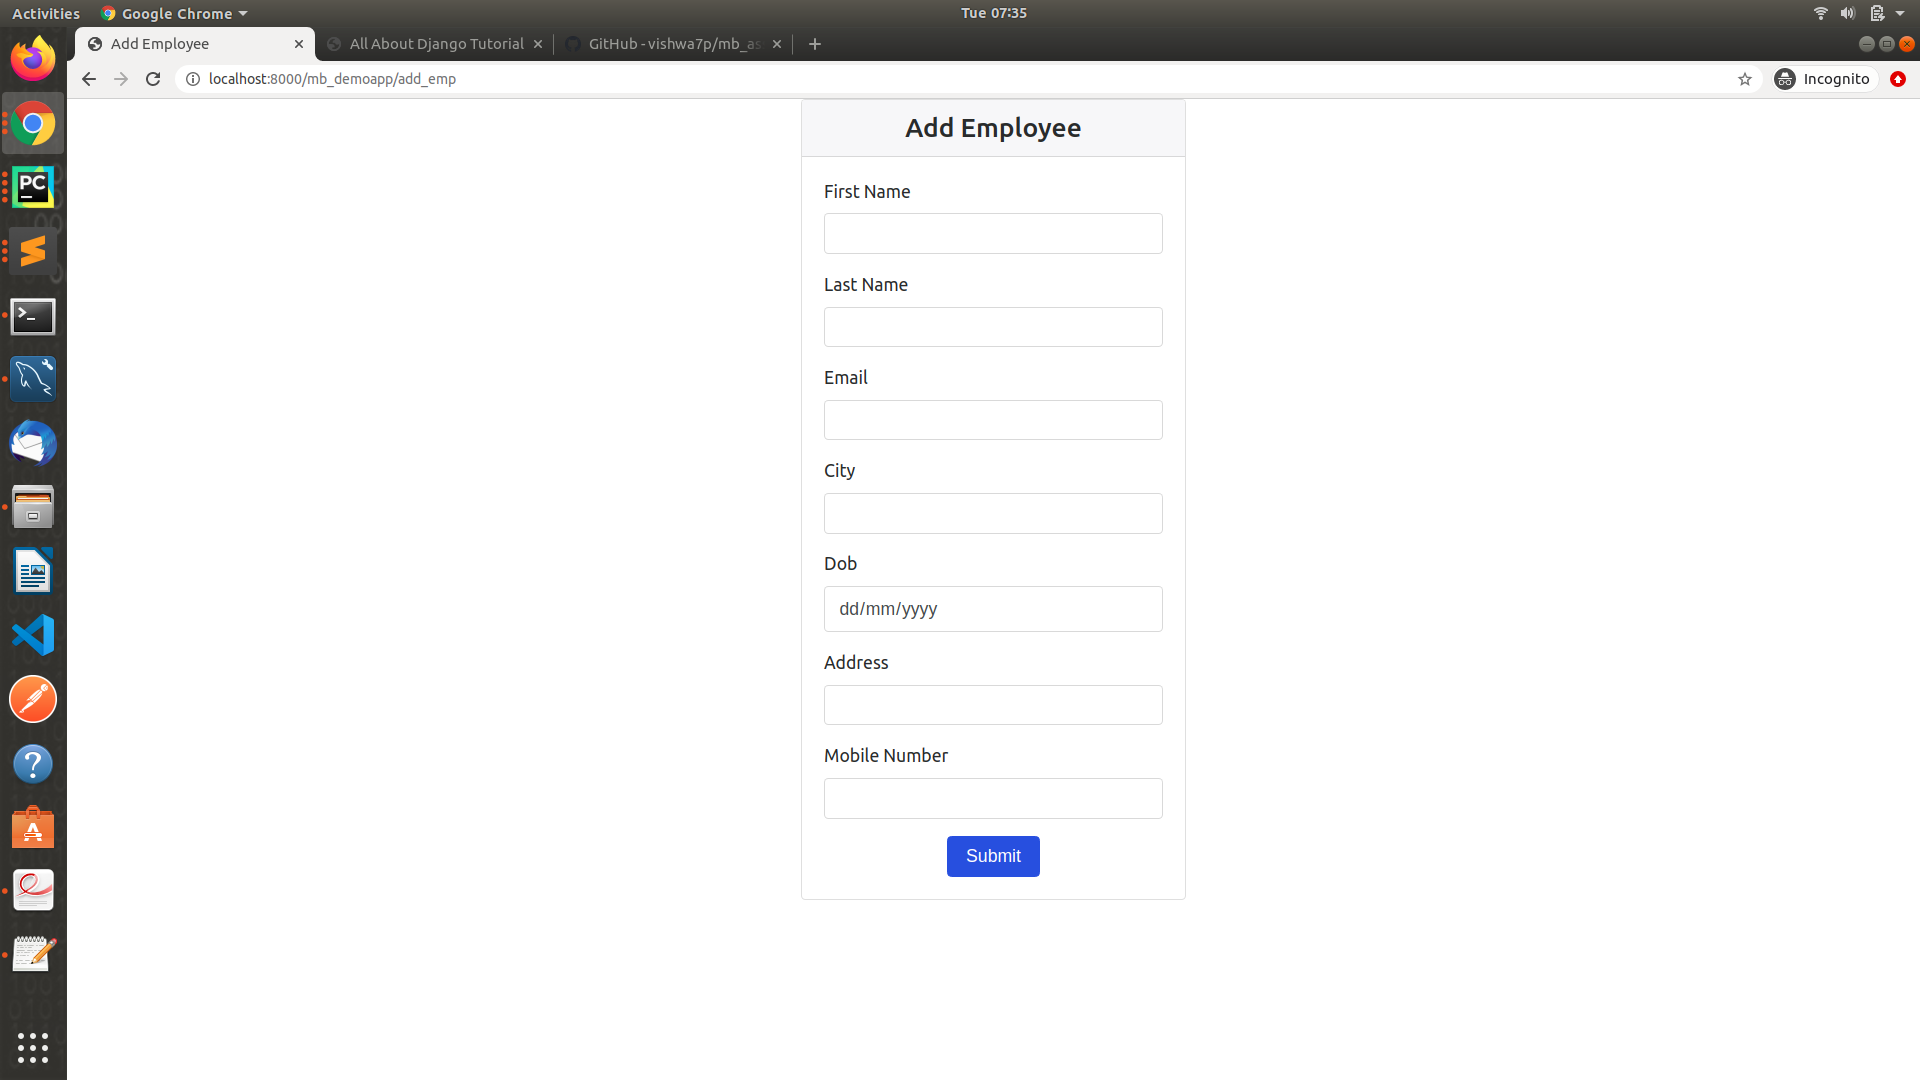 Activities
Google Chrome
Tue 07:35
Add Employee
All About Django Tutorial
GitHub - vishwa7p/mb_as
localhost:8000/mb_demoapp/add_emp
Incognito
PC
Add Employee
First Name
Last Name
Email
City
Dob
dd/mm/yyyy
Address
Mobile Number
Submit